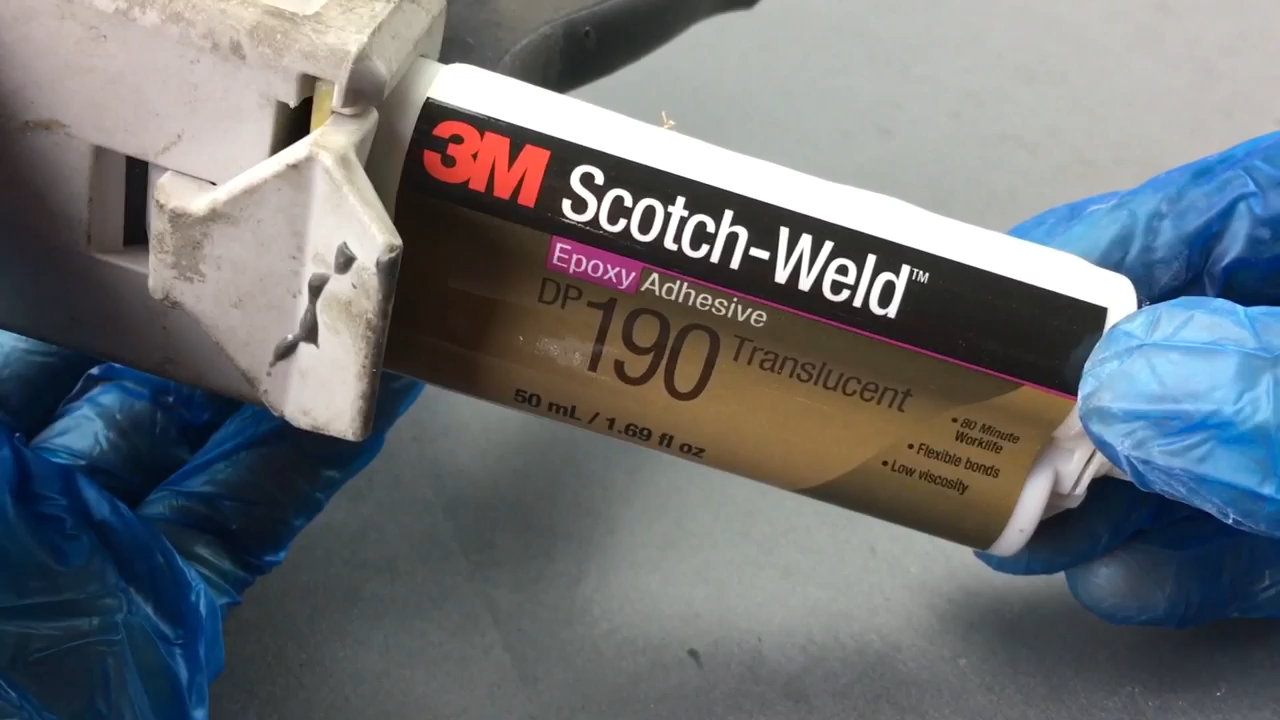 3M Scotch-Weld™
Epoxy Adhesive
DP190 Translucent
50 mL / 1.69 fl oz
• 80 Minute
Worklife
• Flexible bonds
• Low viscosity